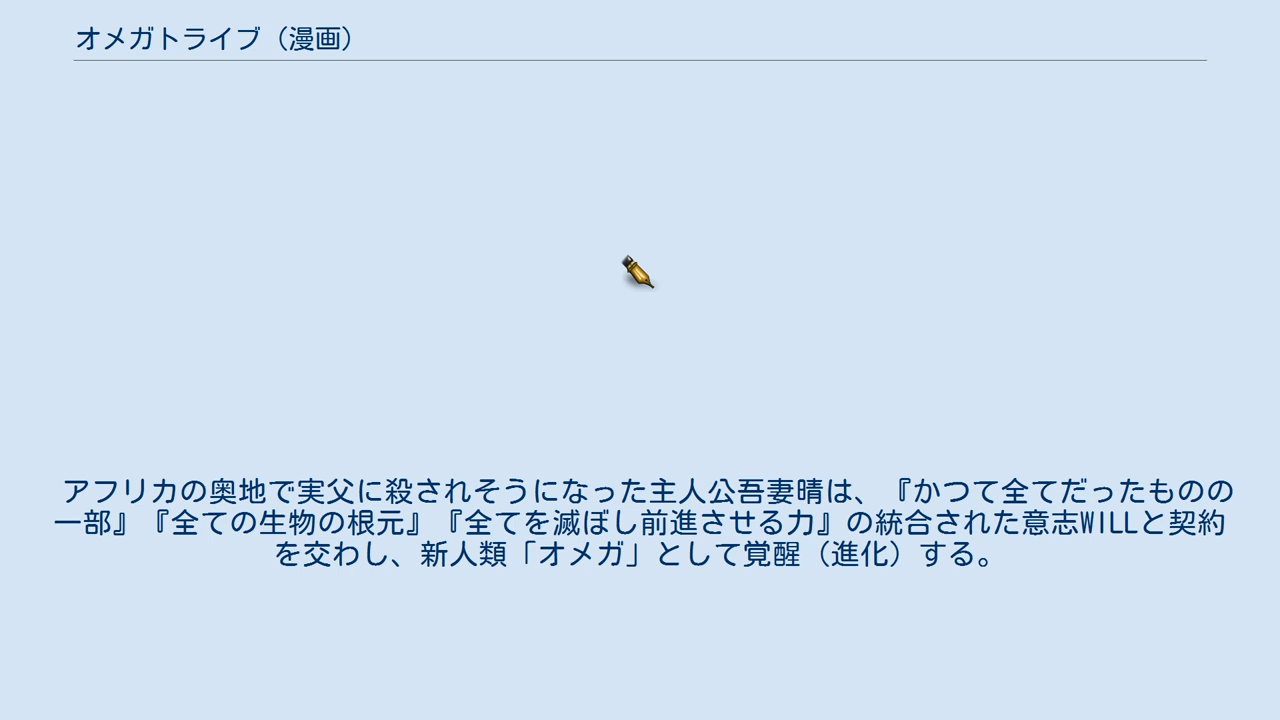 オメガトライブ（漫画）
アフリカの奥地で実父に殺されそうになった主人公吾妻晴は、『かつて全てだったものの
一部』『全ての生物の根元』『全てを滅ぼし前進させる力』の統合された意志WILLと契約
を交わし、新人類「オメガ」として覚醒（進化）する。